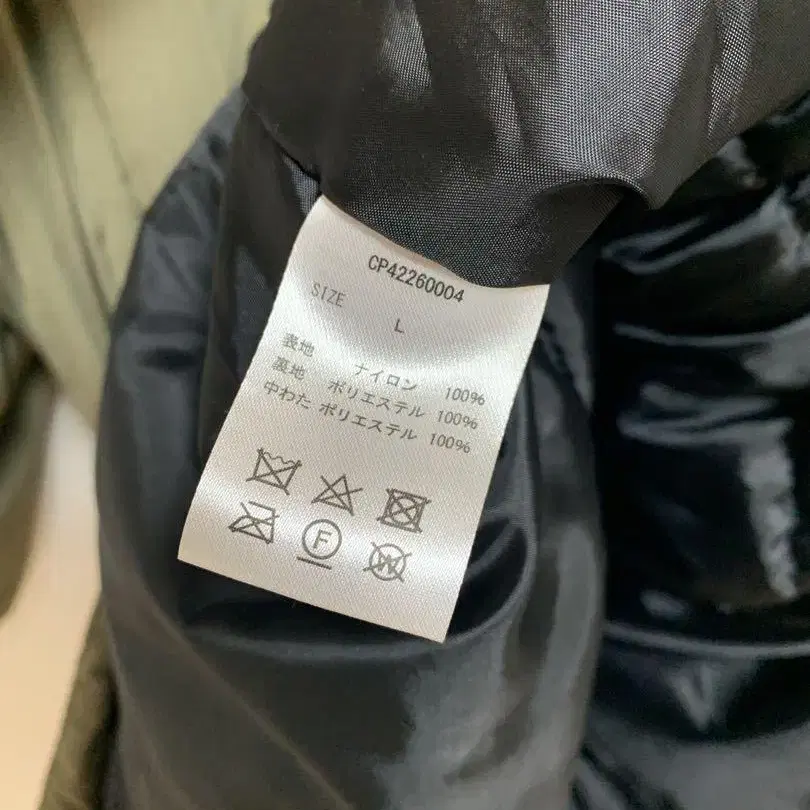 CP42260004
SIZE
L
表地 ナイロン 100%
裏地 ポリエステル 100%
中わた ポリエステル 100%
F
W